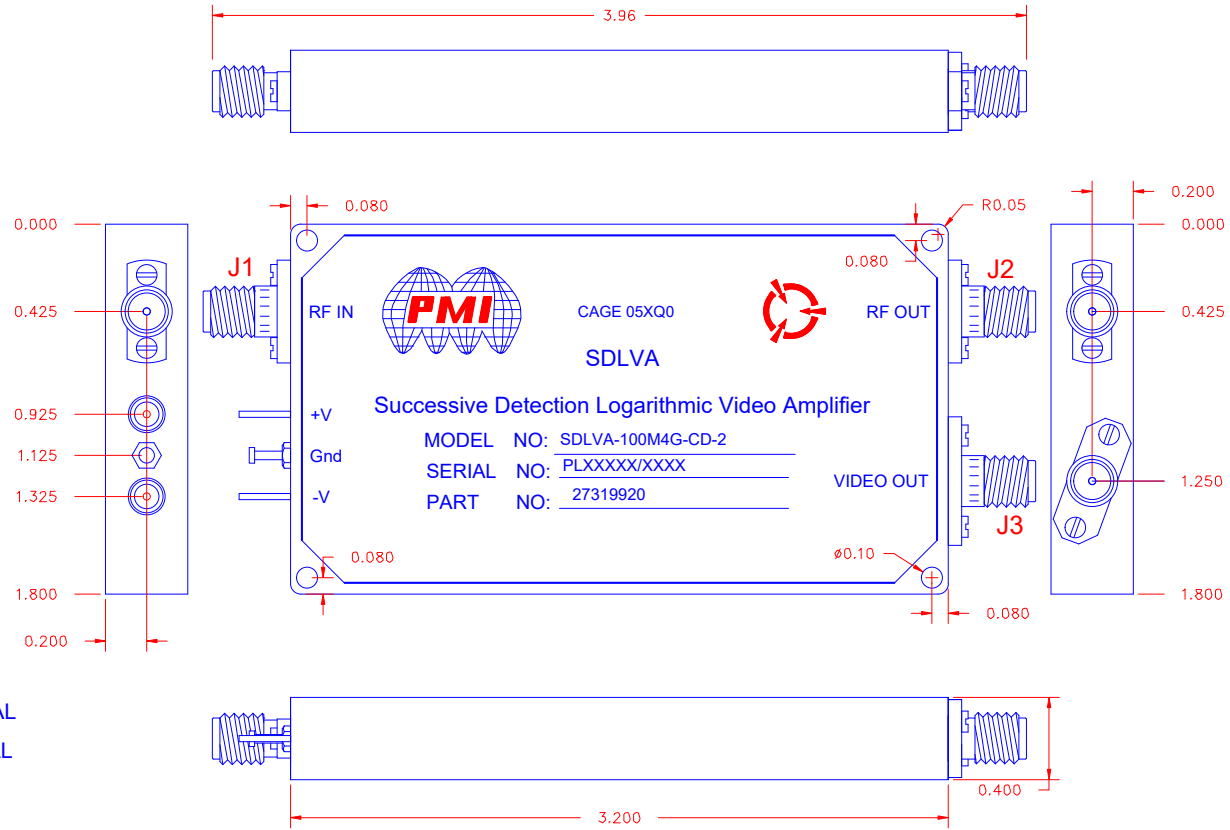 3.96
0.080
R0.05
0.200
0.000
0.000
0.080
J1
J2
RF IN
PMI
CAGE 05XQ0
RF OUT
0.425
0.425
SDLVA
Successive Detection Logarithmic Video Amplifier
0.925
+V
MODEL NO: SDLVA-100M4G-CD-2
1.125
Gnd
SERIAL NO: PLXXXXX/XXXX
VIDEO OUT
1.250
1.325
-V
PART NO: 27319920
J3
0.080
ø0.10
1.800
1.800
0.080
0.200
AL
L
0.400
3.200